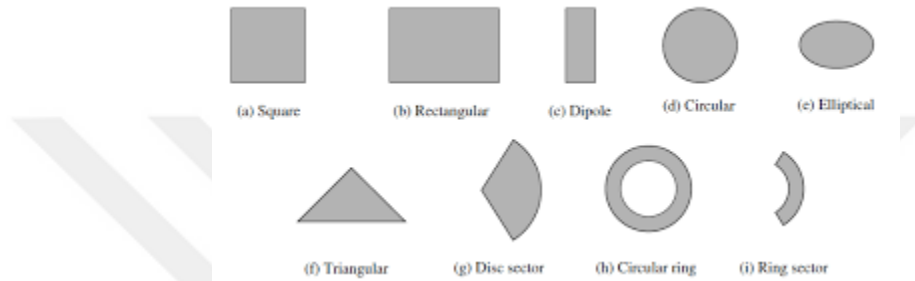 (a) Square (b) Rectangular (c) Dipole (d) Circular (e) Elliptical
(f) Triangular (g) Disc sector (h) Circular ring (i) Ring sector